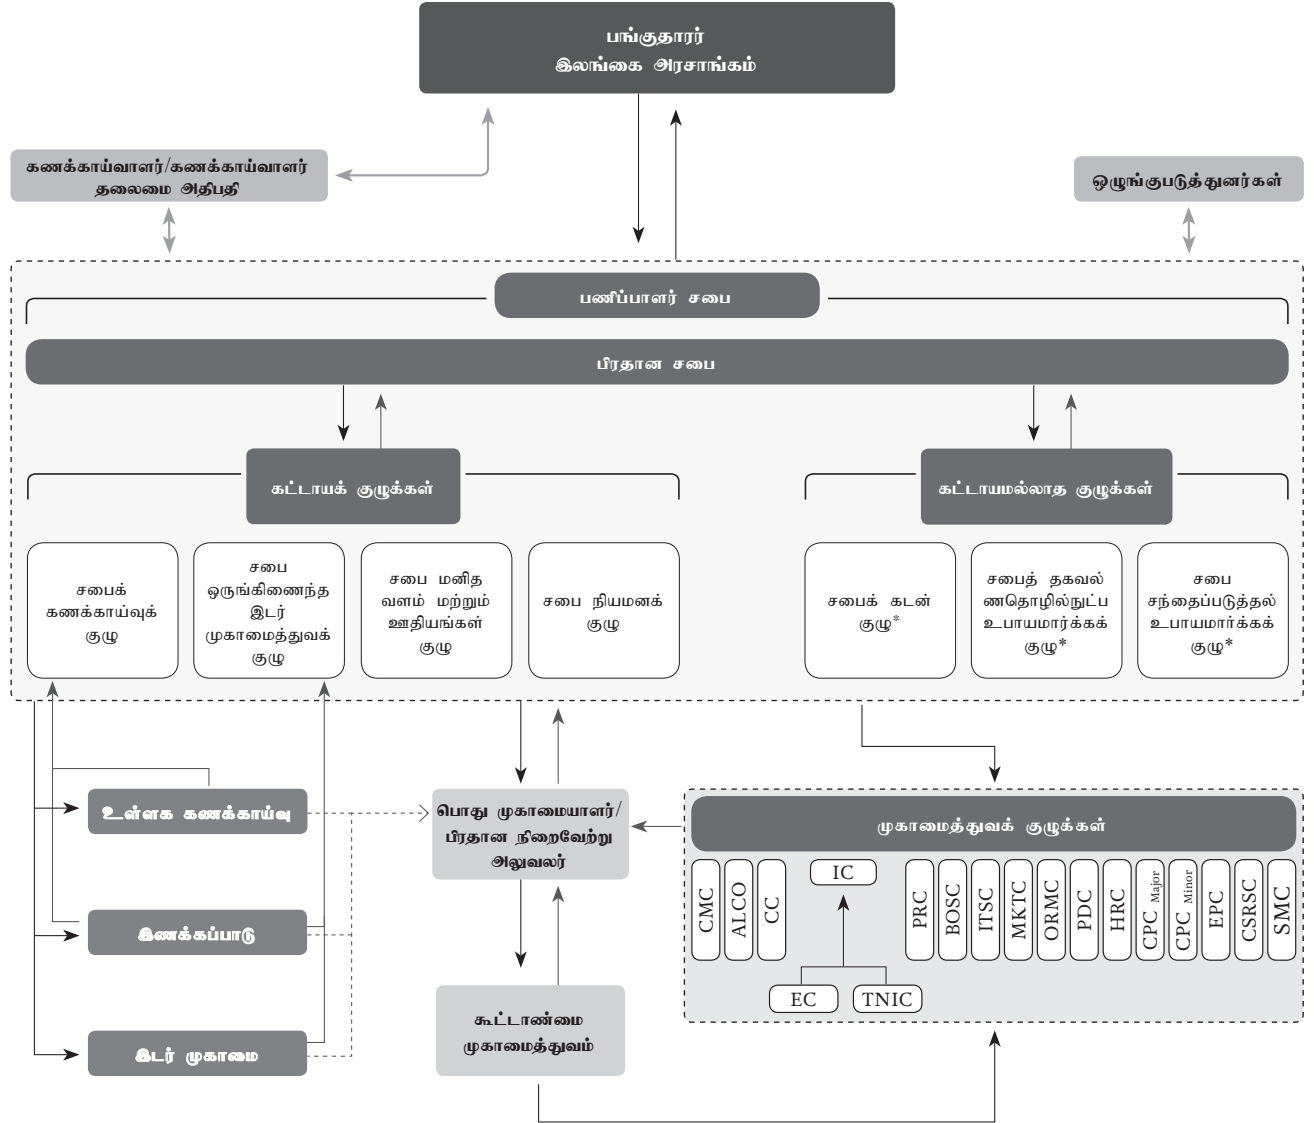 பங்குதாரர்
இலங்கை அரசாங்கம்
கணக்காய்வாளர்/கணக்காய்வாளர்
தலைமை அதிபதி
ஒழுங்குபடுத்துனர்கள்
பணிப்பாளர் சபை
பிரதான சபை
கட்டாயக் குழுக்கள்
கட்டாயமல்லாத குழுக்கள்
சபைக்
கணக்காய்வுக்
குழு
சபை
ஒருங்கிணைந்த
இடர்
முகாமைத்துவக்
குழு
சபை மனித
வளம் மற்றும்
ஊதியங்கள்
குழு
சபை நியமனக்
குழு
சபைக் கடன்
குழு*
சபைத் தகவல்
ணதொழில்நுட்ப
உபாயமார்க்கக்
குழு*
சபை
சந்தைப்படுத்தல்
உபாயமார்க்கக்
குழு*
உள்ளக கணக்காய்வு
இணக்கப்பாடு
இடர் முகாமை
பொது முகாமையாளர்/
பிரதான நிறைவேற்று
அலுவலர்
கூட்டாண்மை
முகாமைத்துவம்
முகாமைத்துவக் குழுக்கள்
CMC
ALCO
CC
IC
EC
TNIC
PRC
BOSC
ITSC
MKTC
ORMC
PDC
HRC
CPC Major
CPC Minor
EPC
CSRSC
SMC